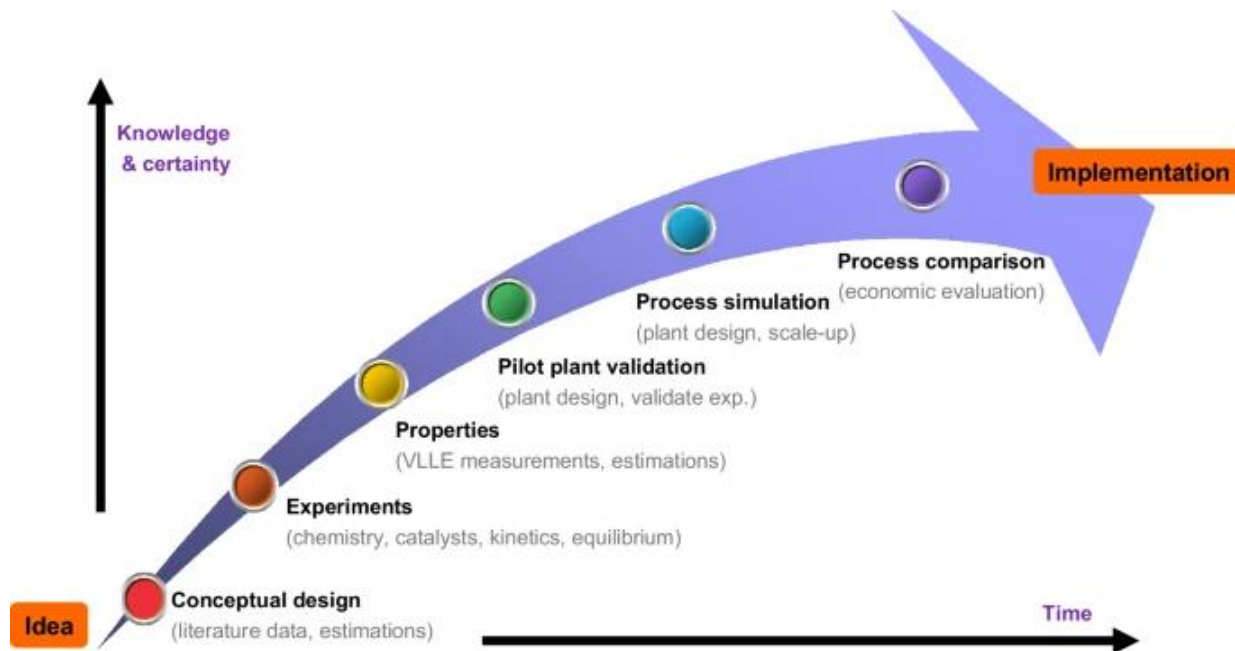 Knowledge
& certainty
Implementation
Process comparison
(economic evaluation)
Process simulation
(plant design, scale-up)
Pilot plant validation
(plant design, validate exp.)
Properties
(VLLE measurements, estimations)
Experiments
(chemistry, catalysts, kinetics, equilibrium)
Conceptual design
(literature data, estimations)
Idea
Time